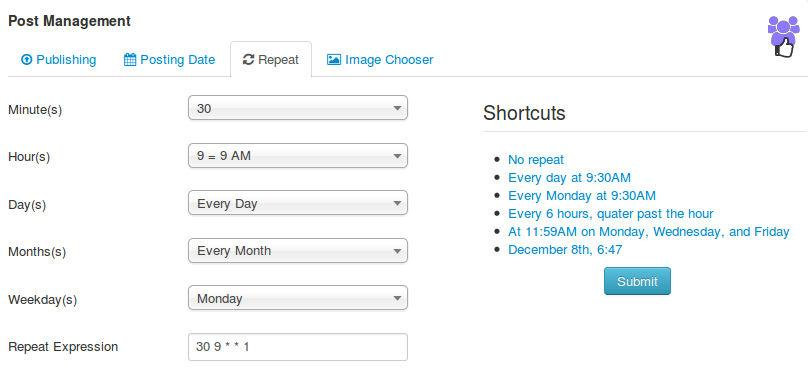 Post Management
Publishing
Posting Date
Repeat
Image Chooser
Minute(s)
30
Hour(s)
9 = 9 AM
Day(s)
Every Day
Months(s)
Every Month
Weekday(s)
Monday
Repeat Expression
30 9 * * 1
Shortcuts
No repeat
Every day at 9:30AM
Every Monday at 9:30AM
Every 6 hours, quater past the hour
At 11:59AM on Monday, Wednesday, and Friday
December 8th, 6:47
Submit